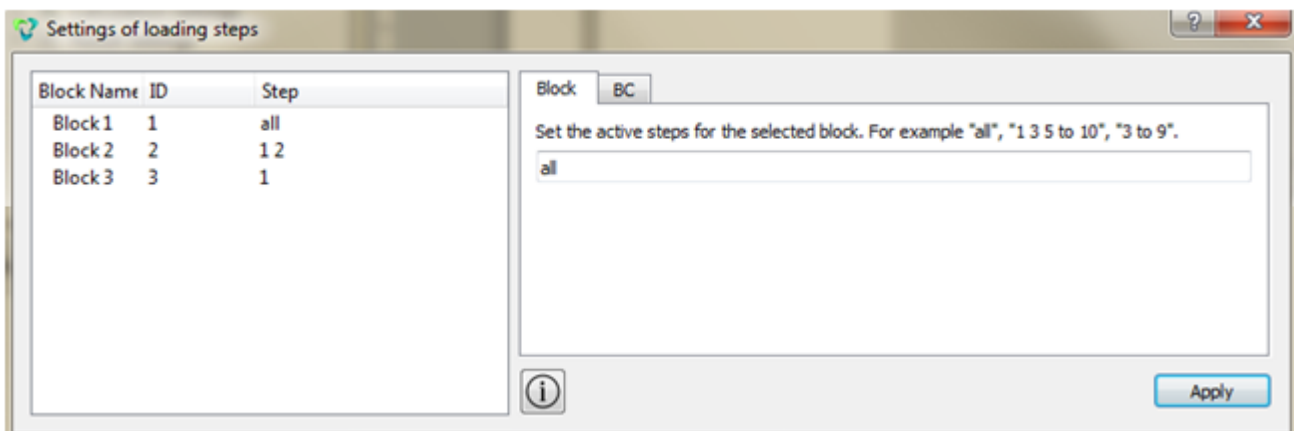 Settings of loading steps
Block Name ID Step
Block 1 1 all
Block 2 2 1 2
Block 3 3 1
Block BC
Set the active steps for the selected block. For example "all", "1 3 5 to 10", "3 to 9".
all
Apply